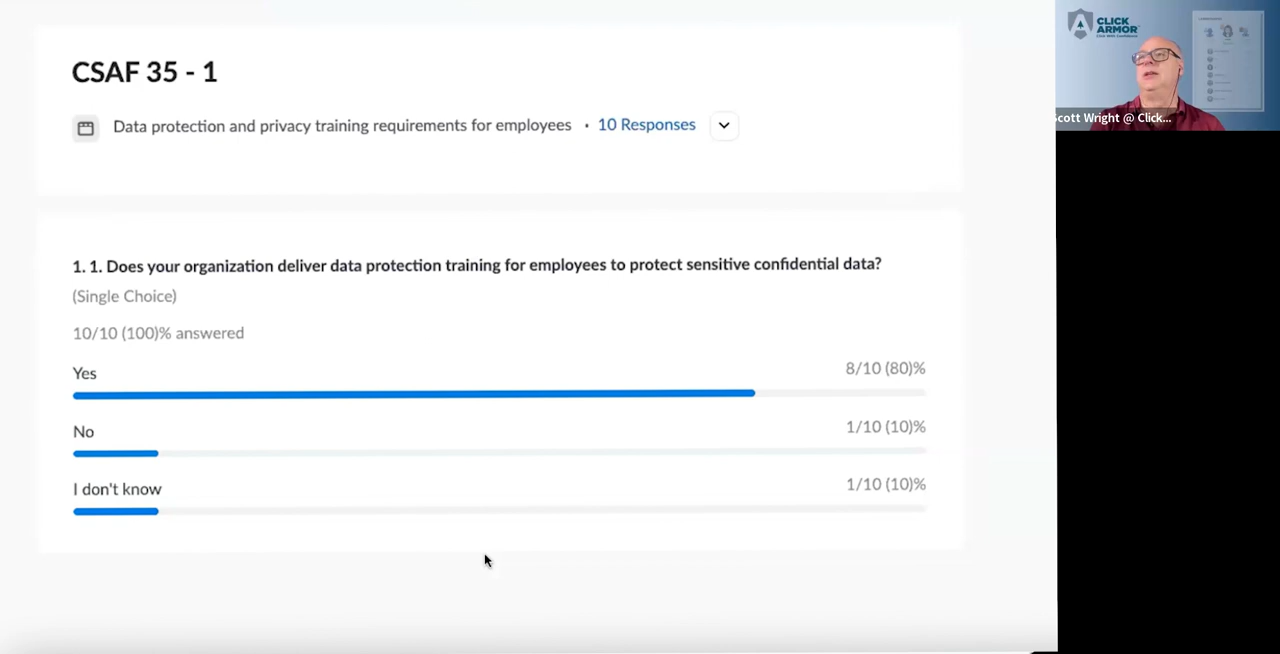 CSAF 35 - 1
Data protection and privacy training requirements for employees • 10 Responses
1. 1. Does your organization deliver data protection training for employees to protect sensitive confidential data?
(Single Choice)
10/10 (100)% answered
Yes
8/10 (80)%
No
1/10 (10)%
I don't know
1/10 (10)%
CLICK
ARMOR
Scott Wright @ Click...